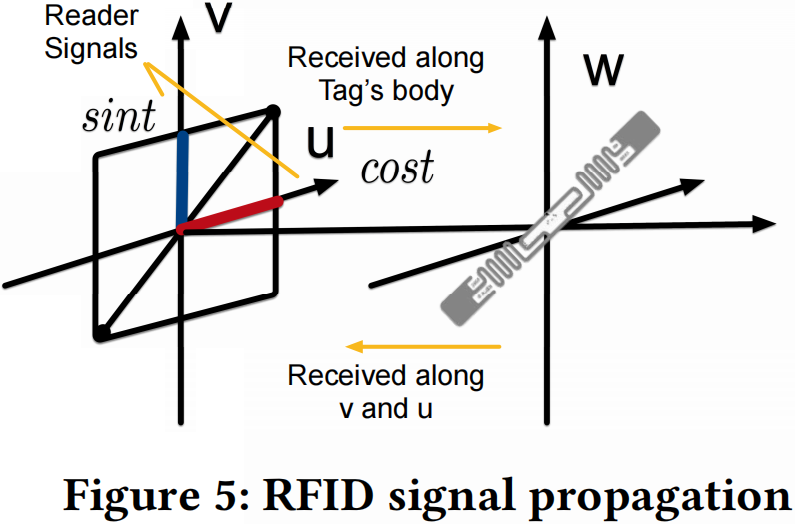 Reader
Signals
v
sint
u
cost
Received along
Tag's body
w
Received along
v and u
Figure 5: RFID signal propagation